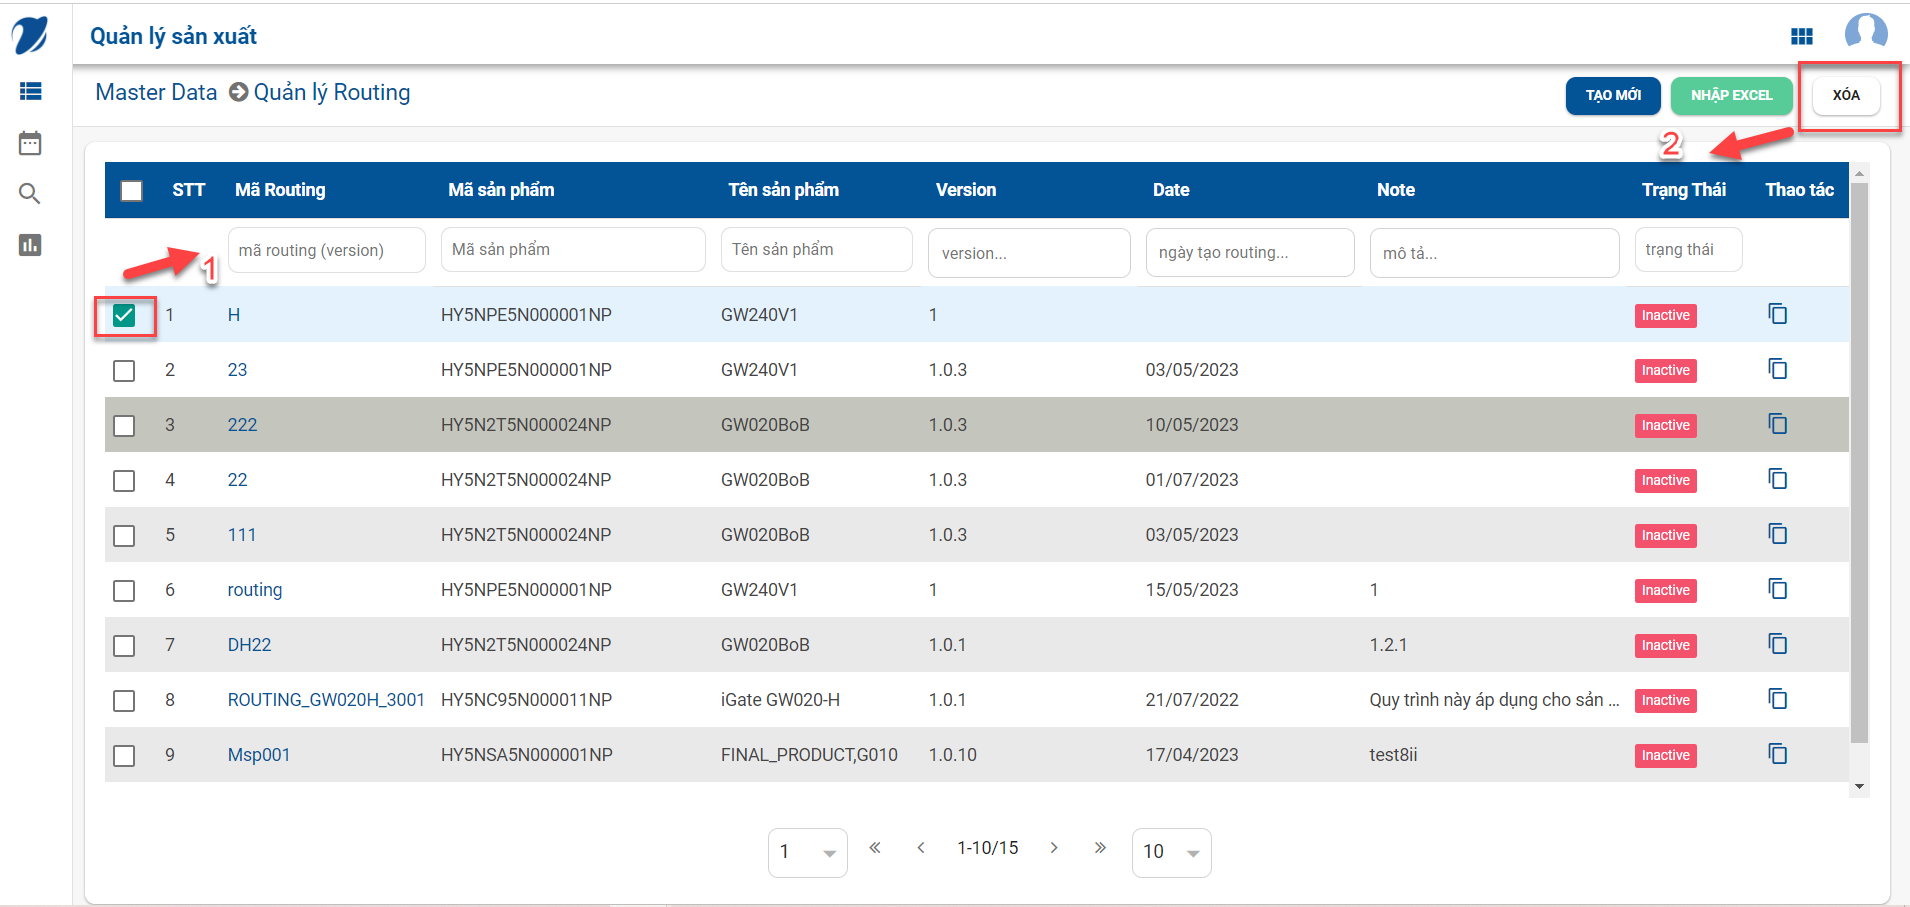 Quản lý sản xuất
Master Data Quản lý Routing
TẠO MỚI NHẬP EXCEL XÓA
2
STT Mã Routing Mã sản phẩm Tên sản phẩm Version Date Note Trạng Thái Thao tác
mã routing (version) Mã sản phẩm Tên sản phẩm version... ngày tạo routing... mô tả... trạng thái
1
1 H HY5NPE5N000001NP GW240V1 1 Inactive
2 23 HY5NPE5N000001NP GW240V1 1.0.3 03/05/2023 Inactive
3 222 HY5N2T5N000024NP GW020BoB 1.0.3 10/05/2023 Inactive
4 22 HY5N2T5N000024NP GW020BoB 1.0.3 01/07/2023 Inactive
5 111 HY5N2T5N000024NP GW020BoB 1.0.3 03/05/2023 Inactive
6 routing HY5NPE5N000001NP GW240V1 1 15/05/2023 1 Inactive
7 DH22 HY5N2T5N000024NP GW020BoB 1.0.1 1.2.1 Inactive
8 ROUTING_GW020H_3001 HY5NC95N000011NP iGate GW020-H 1.0.1 21/07/2022 Quy trình này áp dụng cho sản ... Inactive
9 Msp001 HY5NSA5N000001NP FINAL_PRODUCT,G010 1.0.10 17/04/2023 test8ii Inactive
1 « ‹ 1-10/15 › » 10